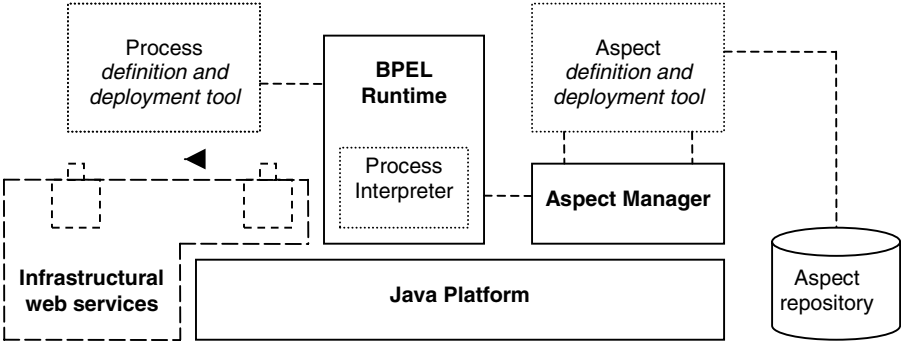 Process
definition and
deployment tool
BPEL
Runtime
Process
Interpreter
Aspect
definition and
deployment tool
Aspect Manager
Infrastructural
web services
Java Platform
Aspect
repository